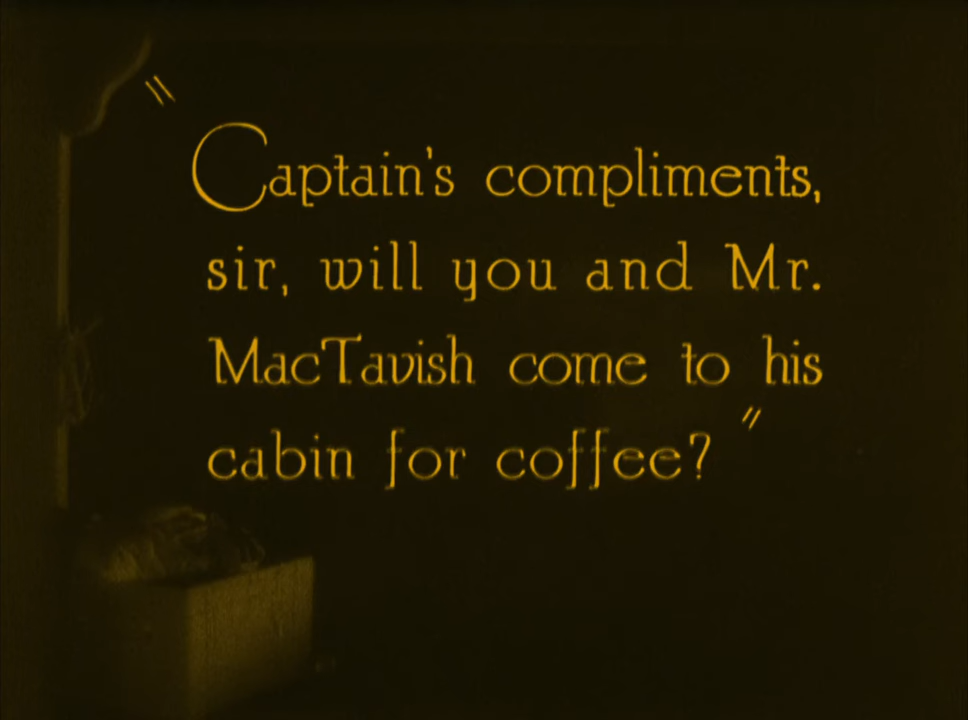 "Captain's compliments,
sir, will you and Mr.
MacTavish come to his
cabin for coffee?"